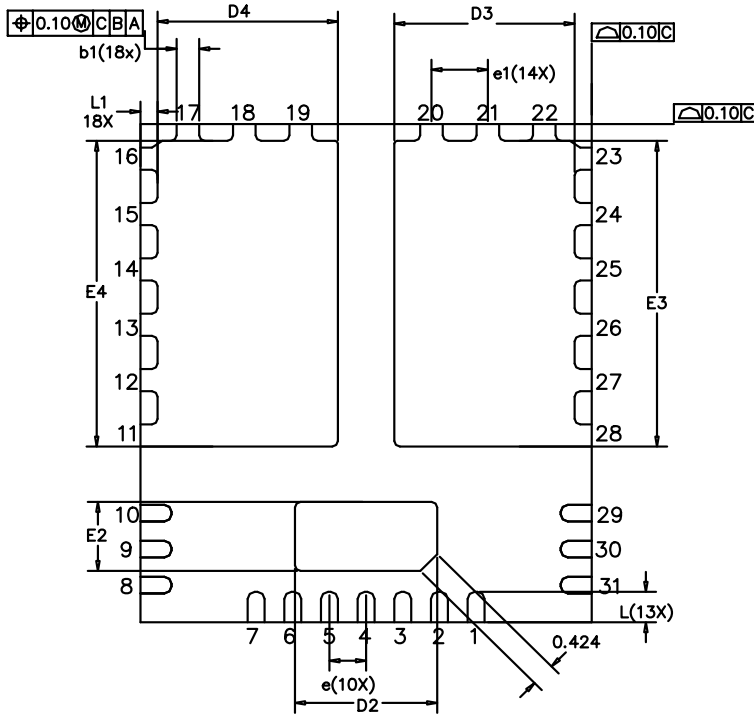 D4
D3
⌖ 0.10Ⓜ C B A
⌓ 0.10 C
b1(18x)
e1(14X)
L1
18X
⌓ 0.10 C
17 18 19 20 21 22
16 23
15 24
14 25
E4 E3
13 26
12 27
11 28
10 29
E2
9 30
8 31
L(13X)
7 6 5 4 3 2 1
0.424
e(10X)
D2